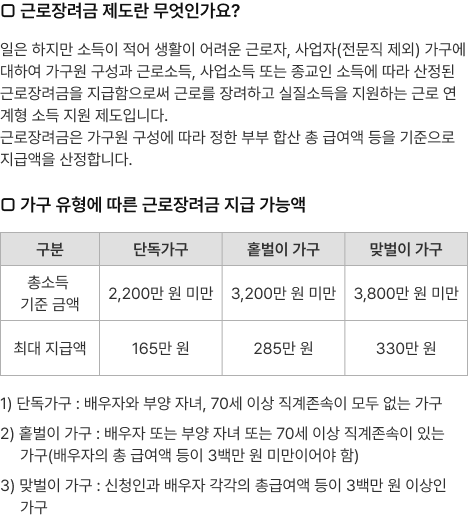 ▢ 근로장려금 제도란 무엇인가요?
일은 하지만 소득이 적어 생활이 어려운 근로자, 사업자(전문직 제외) 가구에
대하여 가구원 구성과 근로소득, 사업소득 또는 종교인 소득에 따라 산정된
근로장려금을 지급함으로써 근로를 장려하고 실질소득을 지원하는 근로 연
계형 소득 지원 제도입니다.
근로장려금은 가구원 구성에 따라 정한 부부 합산 총 급여액 등을 기준으로
지급액을 산정합니다.
▢ 가구 유형에 따른 근로장려금 지급 가능액
구분 단독가구 홑벌이 가구 맞벌이 가구
총소득
기준 금액 2,200만 원 미만 3,200만 원 미만 3,800만 원 미만
최대 지급액 165만 원 285만 원 330만 원
1) 단독가구 : 배우자와 부양 자녀, 70세 이상 직계존속이 모두 없는 가구
2) 홑벌이 가구 : 배우자 또는 부양 자녀 또는 70세 이상 직계존속이 있는
가구(배우자의 총 급여액 등이 3백만 원 미만이어야 함)
3) 맞벌이 가구 : 신청인과 배우자 각각의 총급여액 등이 3백만 원 이상인
가구